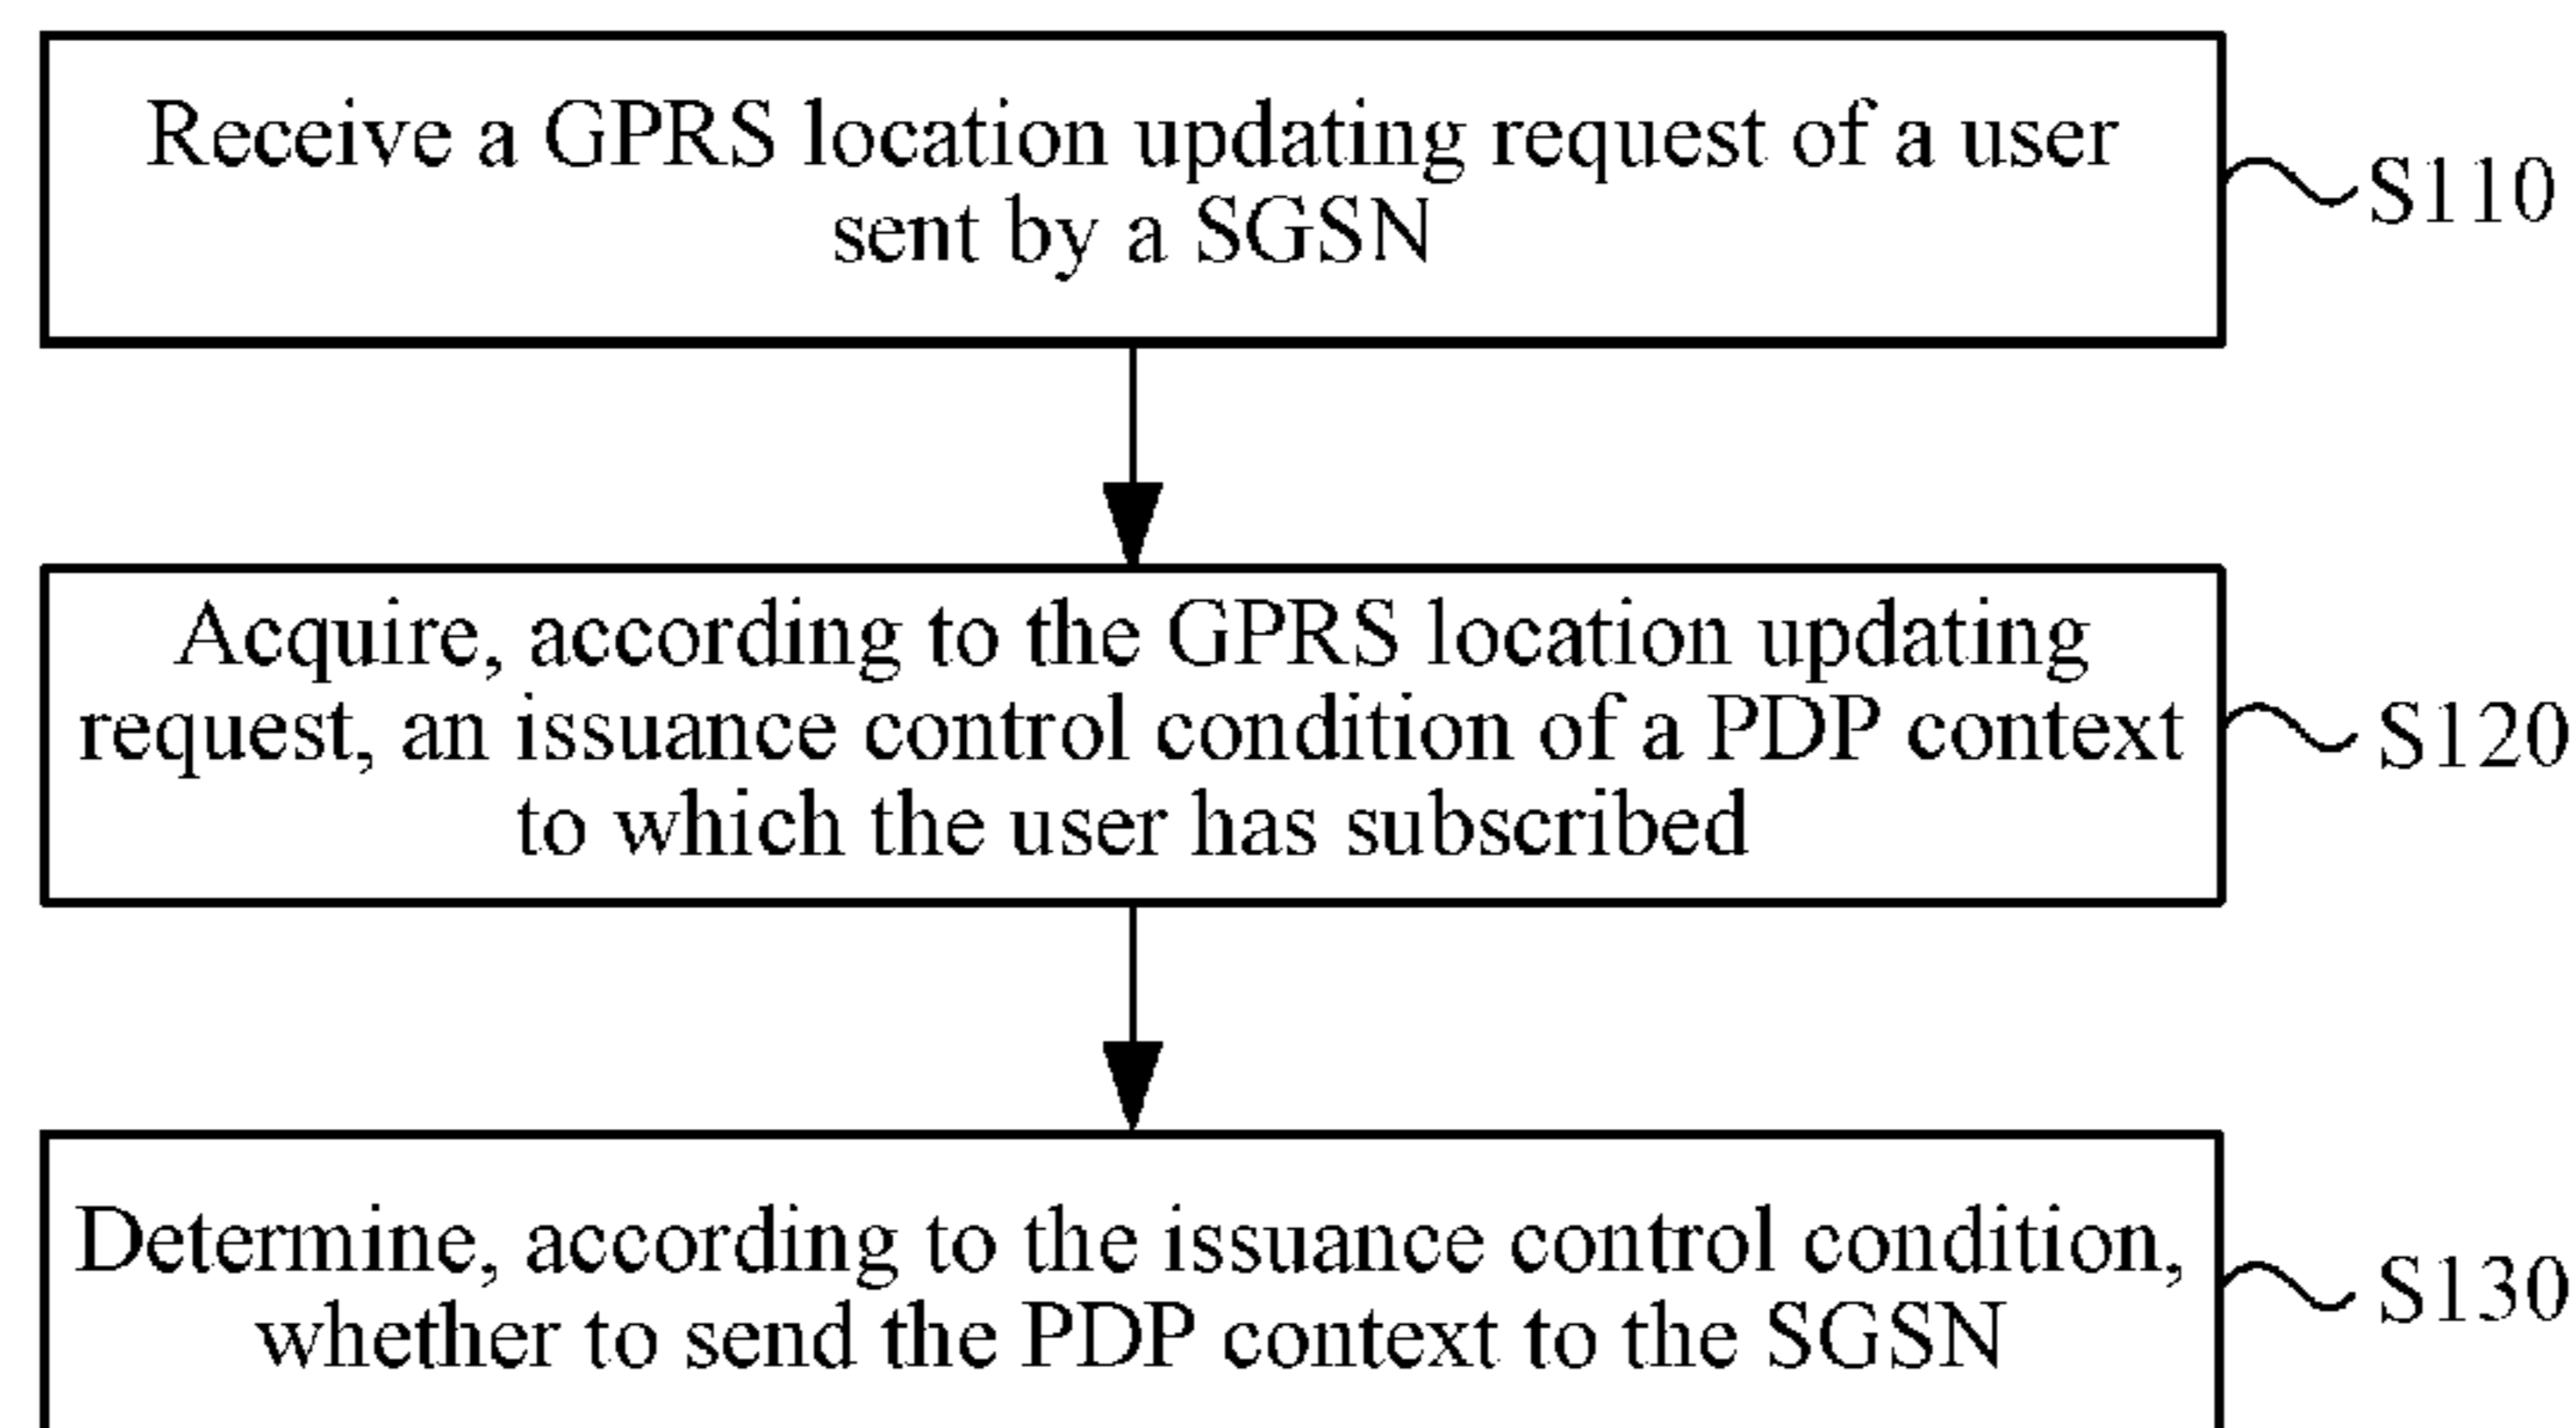 Receive a GPRS location updating request of a user
sent by a SGSN
S110
Acquire, according to the GPRS location updating
request, an issuance control condition of a PDP context
to which the user has subscribed
S120
Determine, according to the issuance control condition,
whether to send the PDP context to the SGSN
S130